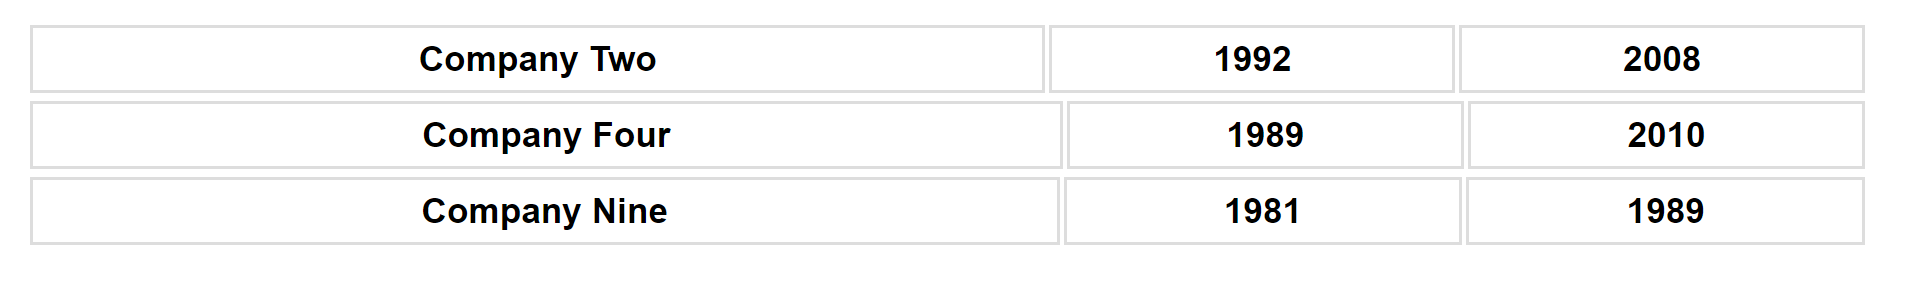 Company Two 1992 2008
Company Four 1989 2010
Company Nine 1981 1989